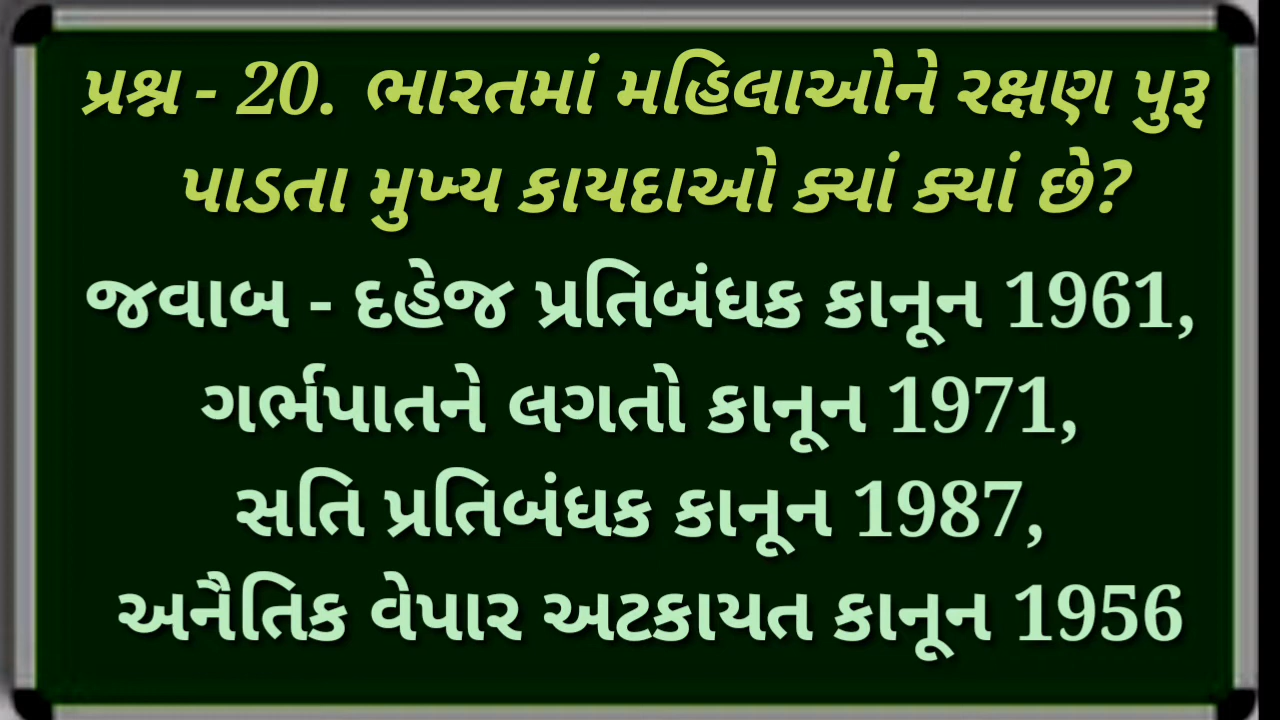 પ્રશ્ન - 20. ભારતમાં મહિલાઓને રક્ષણ પુરૂ
પાડતા મુખ્ય કાયદાઓ ક્યાં ક્યાં છે?
જવાબ - દહેજ પ્રતિબંધક કાનૂન 1961,
ગર્ભપાતને લગતો કાનૂન 1971,
સતિ પ્રતિબંધક કાનૂન 1987,
અનૈતિક વેપાર અટકાયત કાનૂન 1956